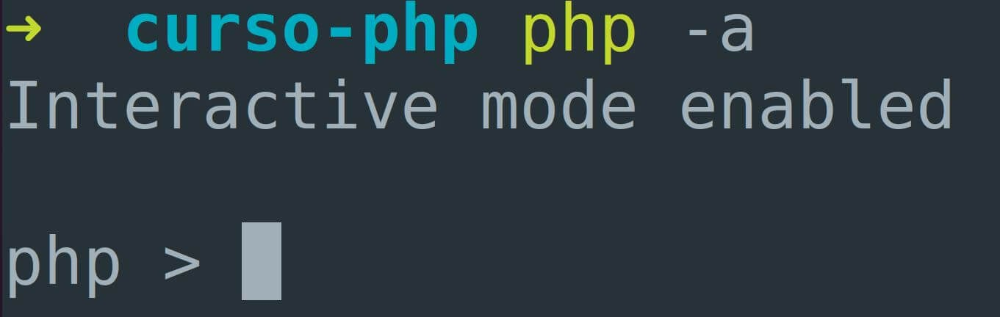 ➜ curso-php php -a
Interactive mode enabled
php >